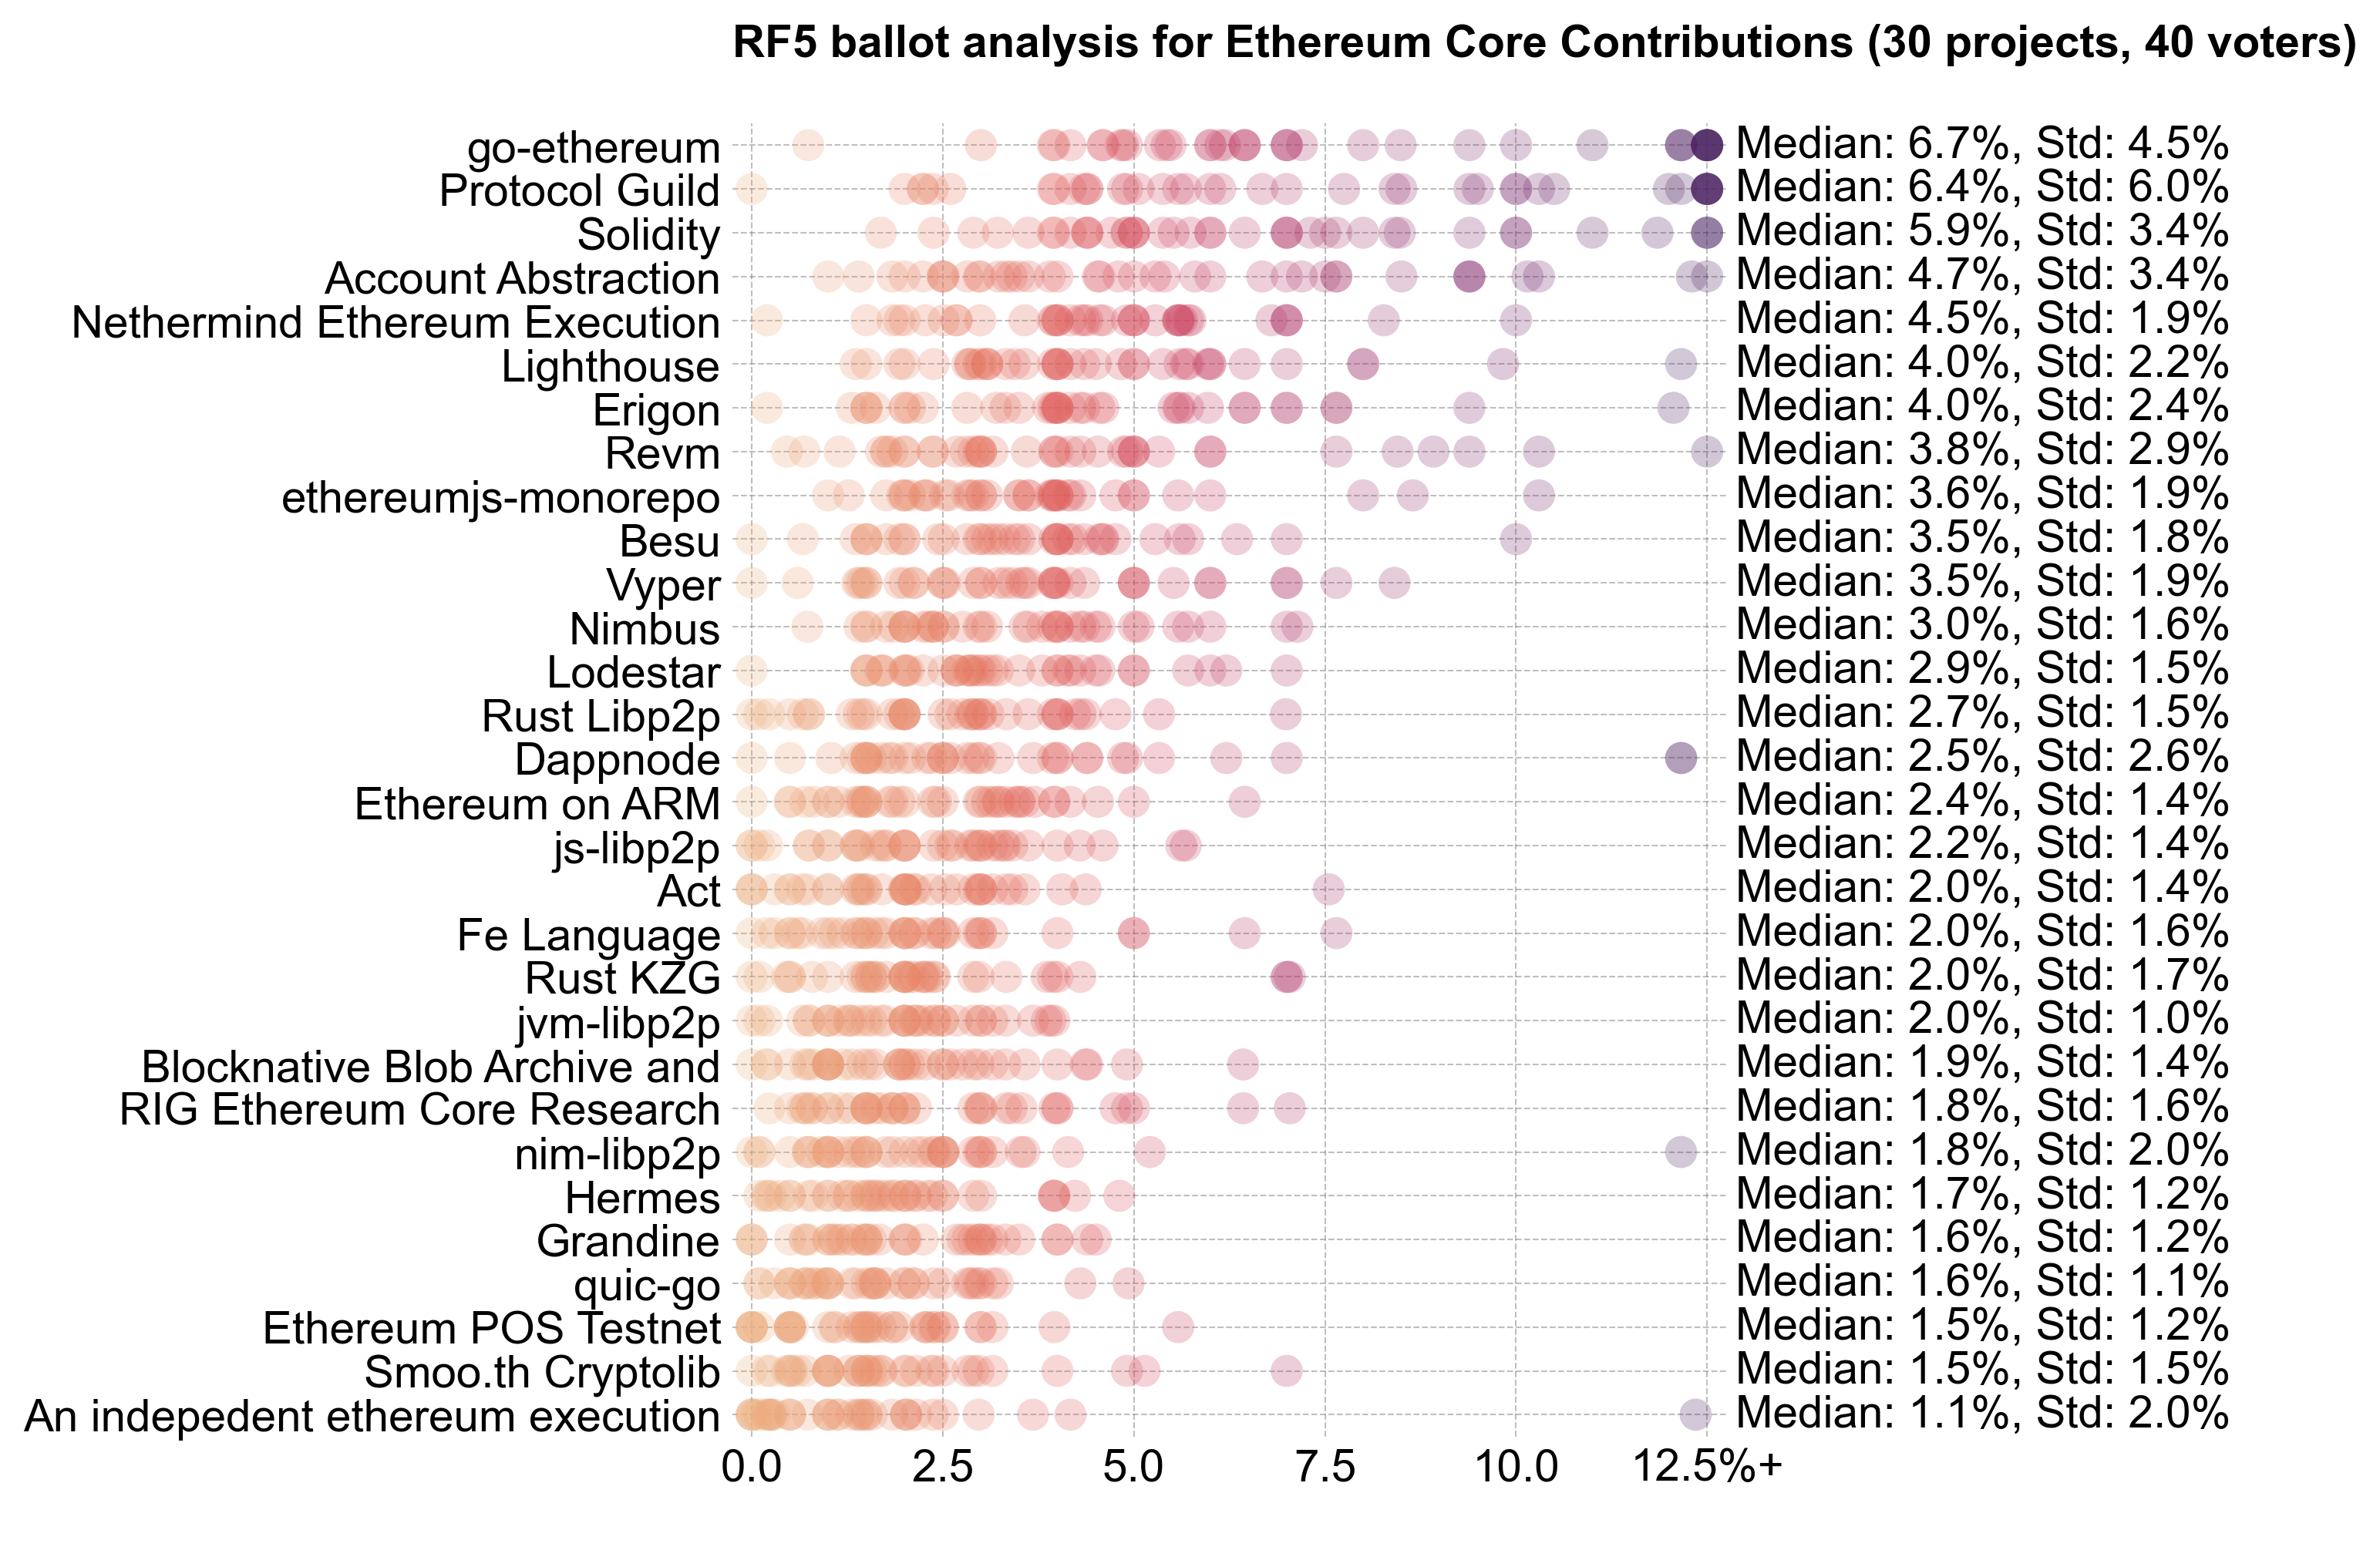 RF5 ballot analysis for Ethereum Core Contributions (30 projects, 40 voters)
go-ethereum Median: 6.7%, Std: 4.5%
Protocol Guild Median: 6.4%, Std: 6.0%
Solidity Median: 5.9%, Std: 3.4%
Account Abstraction Median: 4.7%, Std: 3.4%
Nethermind Ethereum Execution Median: 4.5%, Std: 1.9%
Lighthouse Median: 4.0%, Std: 2.2%
Erigon Median: 4.0%, Std: 2.4%
Revm Median: 3.8%, Std: 2.9%
ethereumjs-monorepo Median: 3.6%, Std: 1.9%
Besu Median: 3.5%, Std: 1.8%
Vyper Median: 3.5%, Std: 1.9%
Nimbus Median: 3.0%, Std: 1.6%
Lodestar Median: 2.9%, Std: 1.5%
Rust Libp2p Median: 2.7%, Std: 1.5%
Dappnode Median: 2.5%, Std: 2.6%
Ethereum on ARM Median: 2.4%, Std: 1.4%
js-libp2p Median: 2.2%, Std: 1.4%
Act Median: 2.0%, Std: 1.4%
Fe Language Median: 2.0%, Std: 1.6%
Rust KZG Median: 2.0%, Std: 1.7%
jvm-libp2p Median: 2.0%, Std: 1.0%
Blocknative Blob Archive and Median: 1.9%, Std: 1.4%
RIG Ethereum Core Research Median: 1.8%, Std: 1.6%
nim-libp2p Median: 1.8%, Std: 2.0%
Hermes Median: 1.7%, Std: 1.2%
Grandine Median: 1.6%, Std: 1.2%
quic-go Median: 1.6%, Std: 1.1%
Ethereum POS Testnet Median: 1.5%, Std: 1.2%
Smoo.th Cryptolib Median: 1.5%, Std: 1.5%
An indepedent ethereum execution Median: 1.1%, Std: 2.0%
0.0 2.5 5.0 7.5 10.0 12.5%+